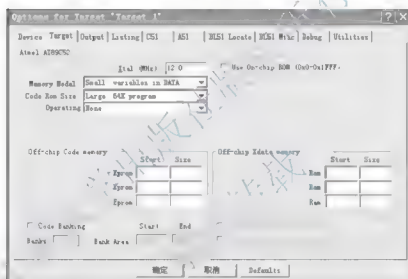 Options for Target 'Target 1'
Device Target Output Listing C51 A51 BL51 Locate BL51 Misc Debug Utilities
Atmel AT89C52
Xtal (MHz): 12.0 Use On-chip ROM (0x0-0x1FFF)
Memory Model Small variables in DATA
Code Rom Size Large 64K program
Operating None
Off-chip Code memory Off-chip Xdata memory
Start Size Start Size
Eprom Ram
Eprom Ram
Eprom Ram
Code Banking Start End
Banks Bank Area
确定 取消 Defaults